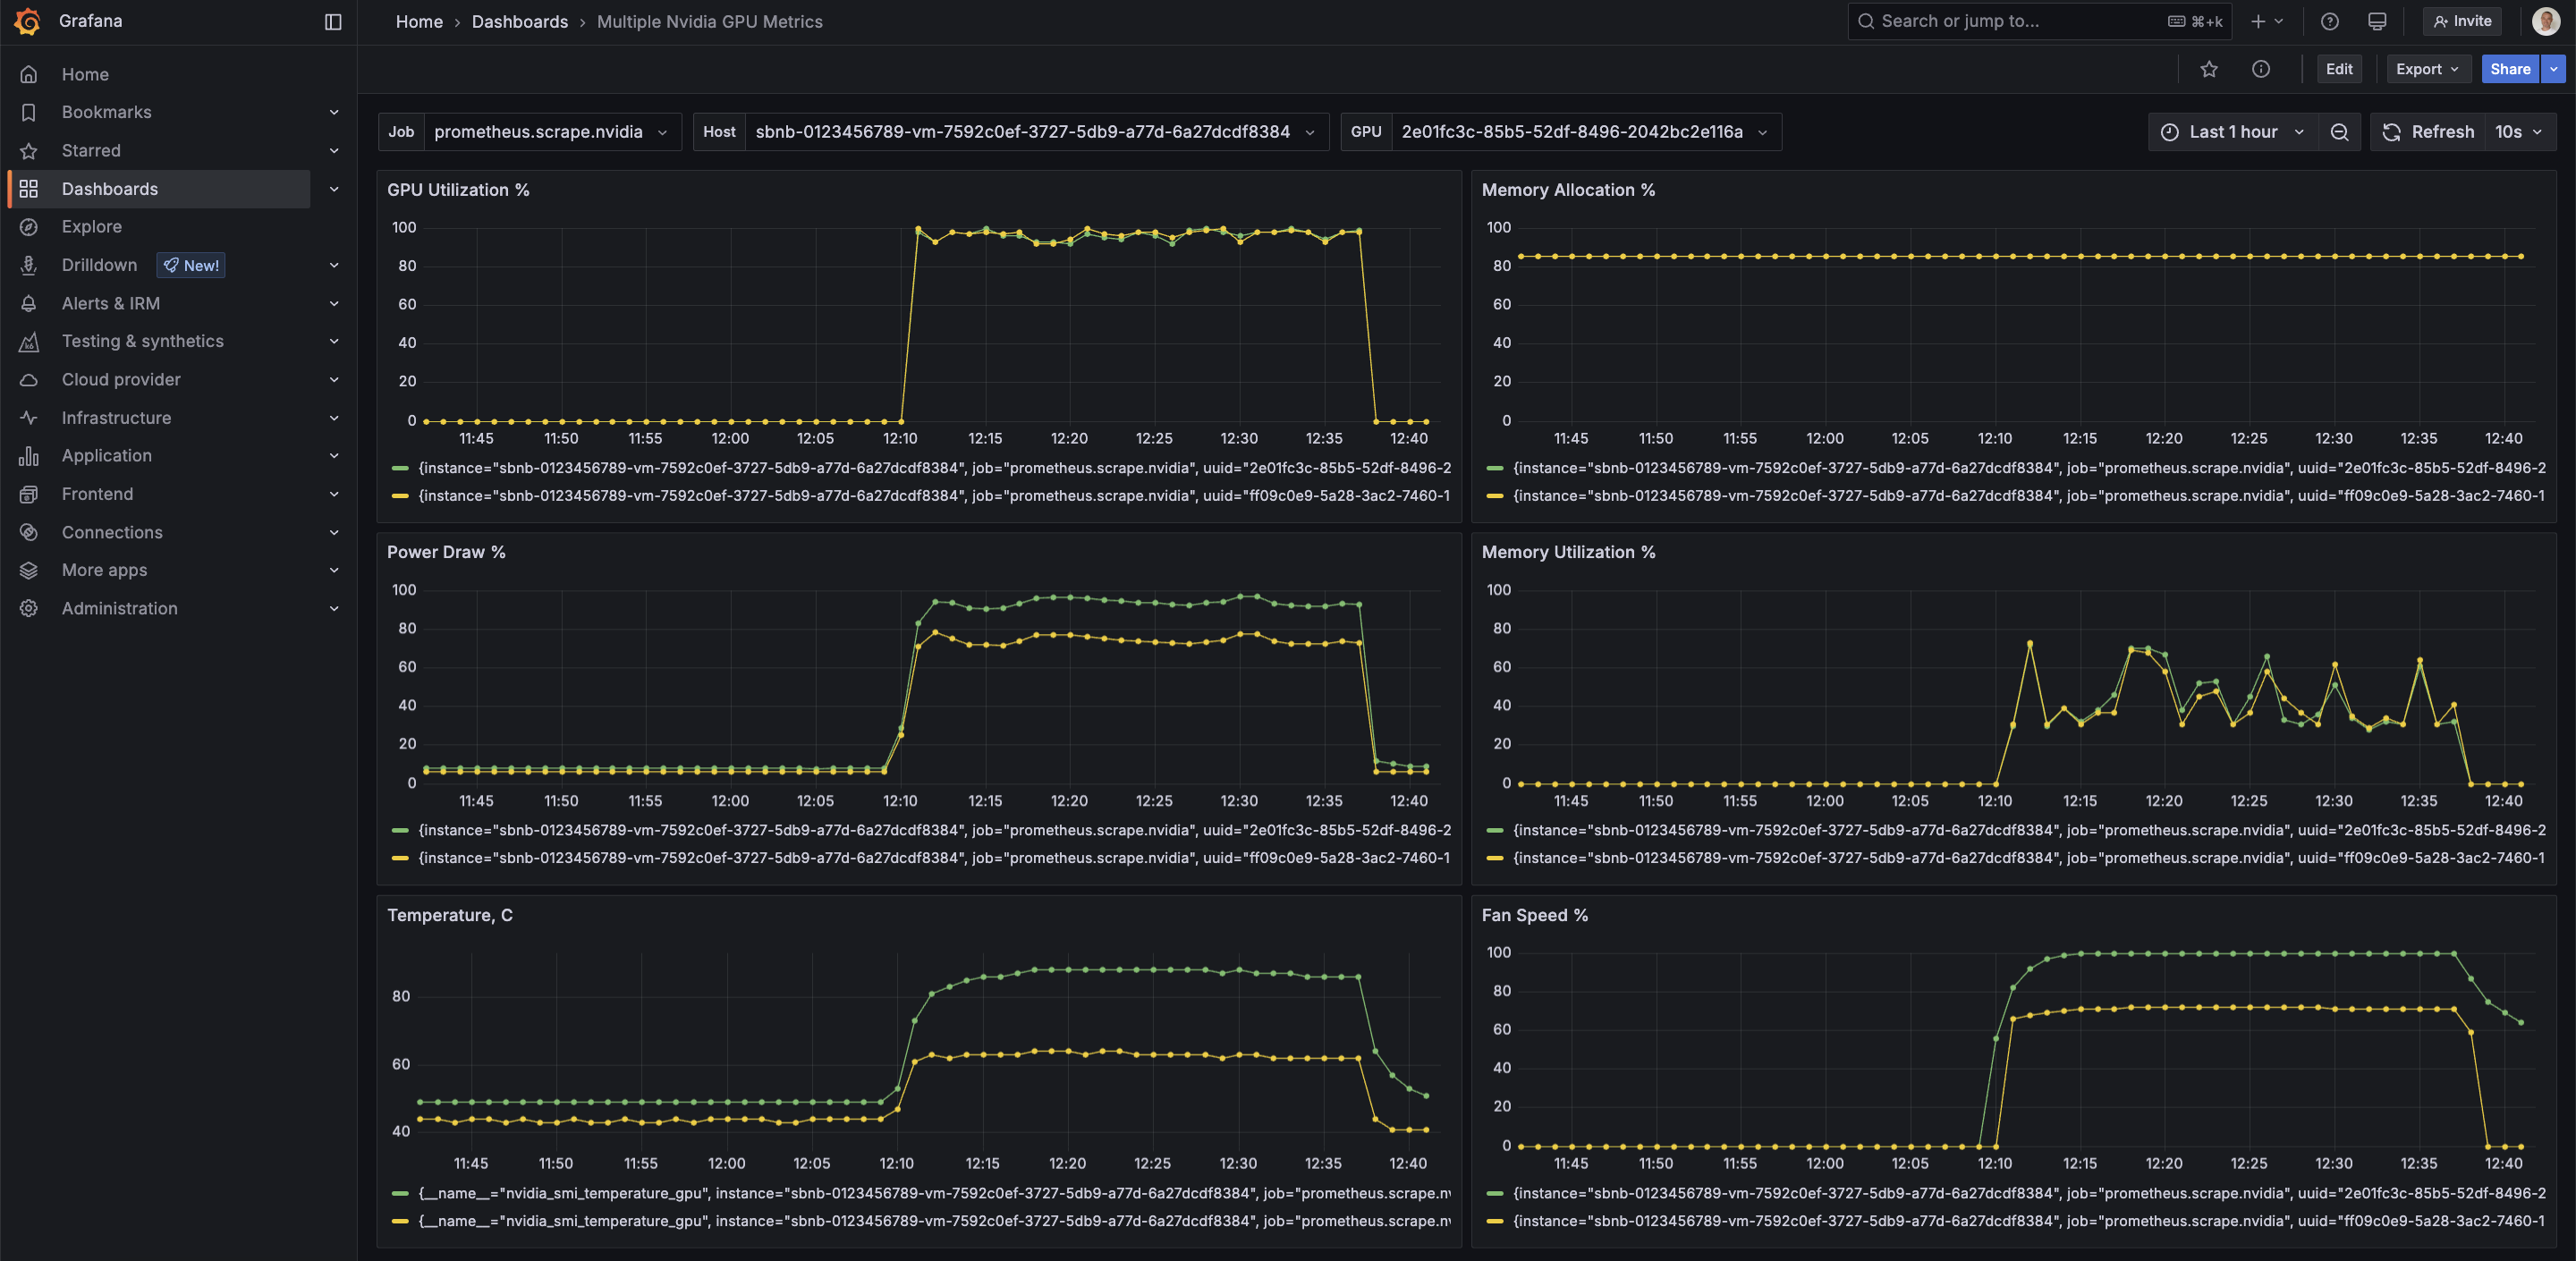 Grafana
Home › Dashboards › Multiple Nvidia GPU Metrics
Search or jump to...
⌘+k
Invite
Home
Bookmarks
Starred
Dashboards
Explore
Drilldown
New!
Alerts & IRM
Testing & synthetics
Cloud provider
Infrastructure
Application
Frontend
Connections
More apps
Administration
Edit
Export
Share
Job
prometheus.scrape.nvidia
Host
sbnb-0123456789-vm-7592c0ef-3727-5db9-a77d-6a27dcdf8384
GPU
2e01fc3c-85b5-52df-8496-2042bc2e116a
Last 1 hour
Refresh
10s
GPU Utilization %
100
80
60
40
20
0
11:45 11:50 11:55 12:00 12:05 12:10 12:15 12:20 12:25 12:30 12:35 12:40
{instance="sbnb-0123456789-vm-7592c0ef-3727-5db9-a77d-6a27dcdf8384", job="prometheus.scrape.nvidia", uuid="2e01fc3c-85b5-52df-8496-2
{instance="sbnb-0123456789-vm-7592c0ef-3727-5db9-a77d-6a27dcdf8384", job="prometheus.scrape.nvidia", uuid="ff09c0e9-5a28-3ac2-7460-1
Memory Allocation %
100
80
60
40
20
0
11:45 11:50 11:55 12:00 12:05 12:10 12:15 12:20 12:25 12:30 12:35 12:40
{instance="sbnb-0123456789-vm-7592c0ef-3727-5db9-a77d-6a27dcdf8384", job="prometheus.scrape.nvidia", uuid="2e01fc3c-85b5-52df-8496-2
{instance="sbnb-0123456789-vm-7592c0ef-3727-5db9-a77d-6a27dcdf8384", job="prometheus.scrape.nvidia", uuid="ff09c0e9-5a28-3ac2-7460-1
Power Draw %
100
80
60
40
20
0
11:45 11:50 11:55 12:00 12:05 12:10 12:15 12:20 12:25 12:30 12:35 12:40
{instance="sbnb-0123456789-vm-7592c0ef-3727-5db9-a77d-6a27dcdf8384", job="prometheus.scrape.nvidia", uuid="2e01fc3c-85b5-52df-8496-2
{instance="sbnb-0123456789-vm-7592c0ef-3727-5db9-a77d-6a27dcdf8384", job="prometheus.scrape.nvidia", uuid="ff09c0e9-5a28-3ac2-7460-1
Memory Utilization %
100
80
60
40
20
0
11:45 11:50 11:55 12:00 12:05 12:10 12:15 12:20 12:25 12:30 12:35 12:40
{instance="sbnb-0123456789-vm-7592c0ef-3727-5db9-a77d-6a27dcdf8384", job="prometheus.scrape.nvidia", uuid="2e01fc3c-85b5-52df-8496-2
{instance="sbnb-0123456789-vm-7592c0ef-3727-5db9-a77d-6a27dcdf8384", job="prometheus.scrape.nvidia", uuid="ff09c0e9-5a28-3ac2-7460-1
Temperature, C
80
60
40
11:45 11:50 11:55 12:00 12:05 12:10 12:15 12:20 12:25 12:30 12:35 12:40
{__name__="nvidia_smi_temperature_gpu", instance="sbnb-0123456789-vm-7592c0ef-3727-5db9-a77d-6a27dcdf8384", job="prometheus.scrape.nv
{__name__="nvidia_smi_temperature_gpu", instance="sbnb-0123456789-vm-7592c0ef-3727-5db9-a77d-6a27dcdf8384", job="prometheus.scrape.nv
Fan Speed %
100
80
60
40
20
0
11:45 11:50 11:55 12:00 12:05 12:10 12:15 12:20 12:25 12:30 12:35 12:40
{instance="sbnb-0123456789-vm-7592c0ef-3727-5db9-a77d-6a27dcdf8384", job="prometheus.scrape.nvidia", uuid="2e01fc3c-85b5-52df-8496-2
{instance="sbnb-0123456789-vm-7592c0ef-3727-5db9-a77d-6a27dcdf8384", job="prometheus.scrape.nvidia", uuid="ff09c0e9-5a28-3ac2-7460-1